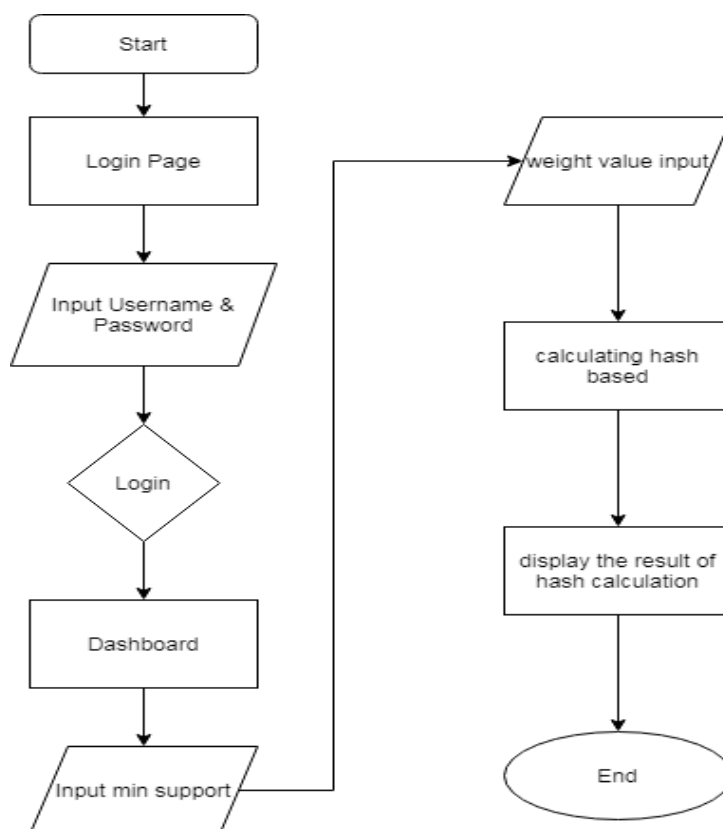 Start
Login Page
Input Username &
Password
Login
Dashboard
Input min support
weight value input
calculating hash
based
display the result of
hash calculation
End